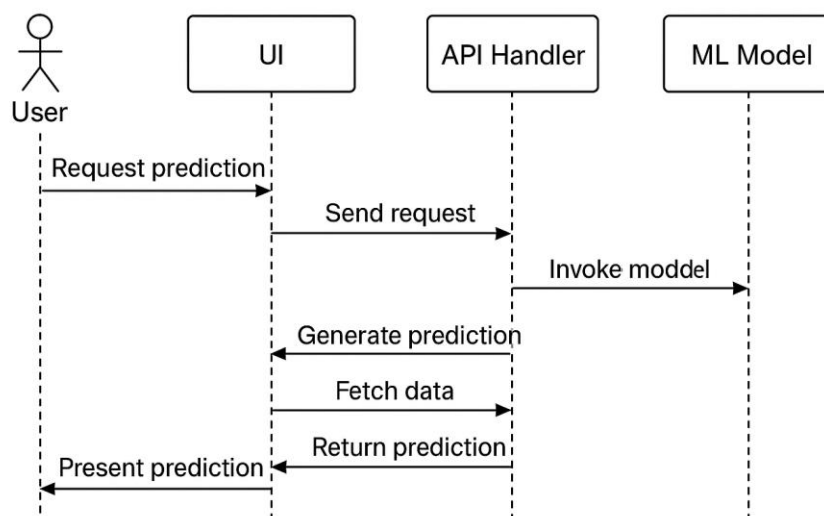 UI
API Handler
ML Model
User
Request prediction
Send request
Invoke moddel
Generate prediction
Fetch data
Return prediction
Present prediction